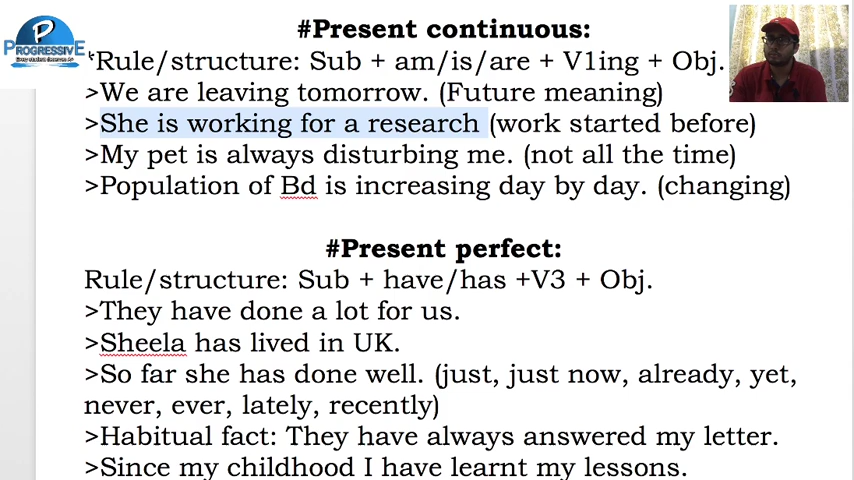 #Present continuous:
PROGRESSIVE
*Rule/structure: Sub + am/is/are + V1ing + Obj.
>We are leaving tomorrow. (Future meaning)
>She is working for a research (work started before)
>My pet is always disturbing me. (not all the time)
>Population of Bd is increasing day by day. (changing)
#Present perfect:
Rule/structure: Sub + have/has +V3 + Obj.
>They have done a lot for us.
>Sheela has lived in UK.
>So far she has done well. (just, just now, already, yet,
never, ever, lately, recently)
>Habitual fact: They have always answered my letter.
>Since my childhood I have learnt my lessons.